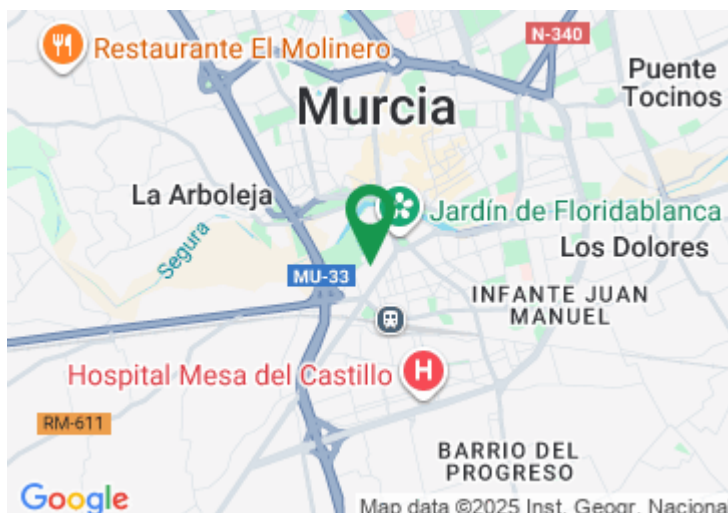 N-340
Restaurante El Molinero
Puente
Tocinos
Murcia
La Arboleja
Jardín de Floridablanca
Segura
Los Dolores
MU-33
INFANTE JUAN
MANUEL
H
Hospital Mesa del Castillo
RM-611
BARRIO DEL
PROGRESO
Google
Map data ©2025 Inst. Geogr. Naciona